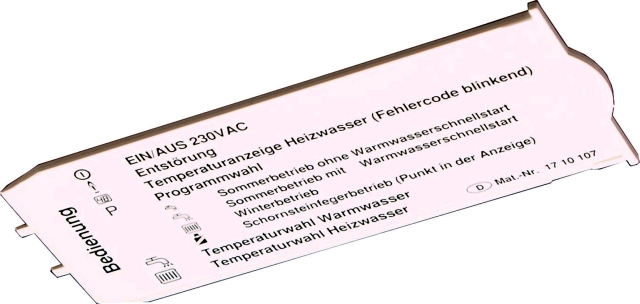 Bedienung
EIN/AUS 230VAC
Entstörung
Temperaturanzeige Heizwasser (Fehlercode blinkend)
Programmwahl
Sommerbetrieb ohne Warmwasserschnellstart
Sommerbetrieb mit Warmwasserschnellstart
Winterbetrieb
Schornsteinfegerbetrieb (Punkt in der Anzeige)
Temperaturwahl Warmwasser
Temperaturwahl Heizwasser
D Mat.-Nr. 17 10 107